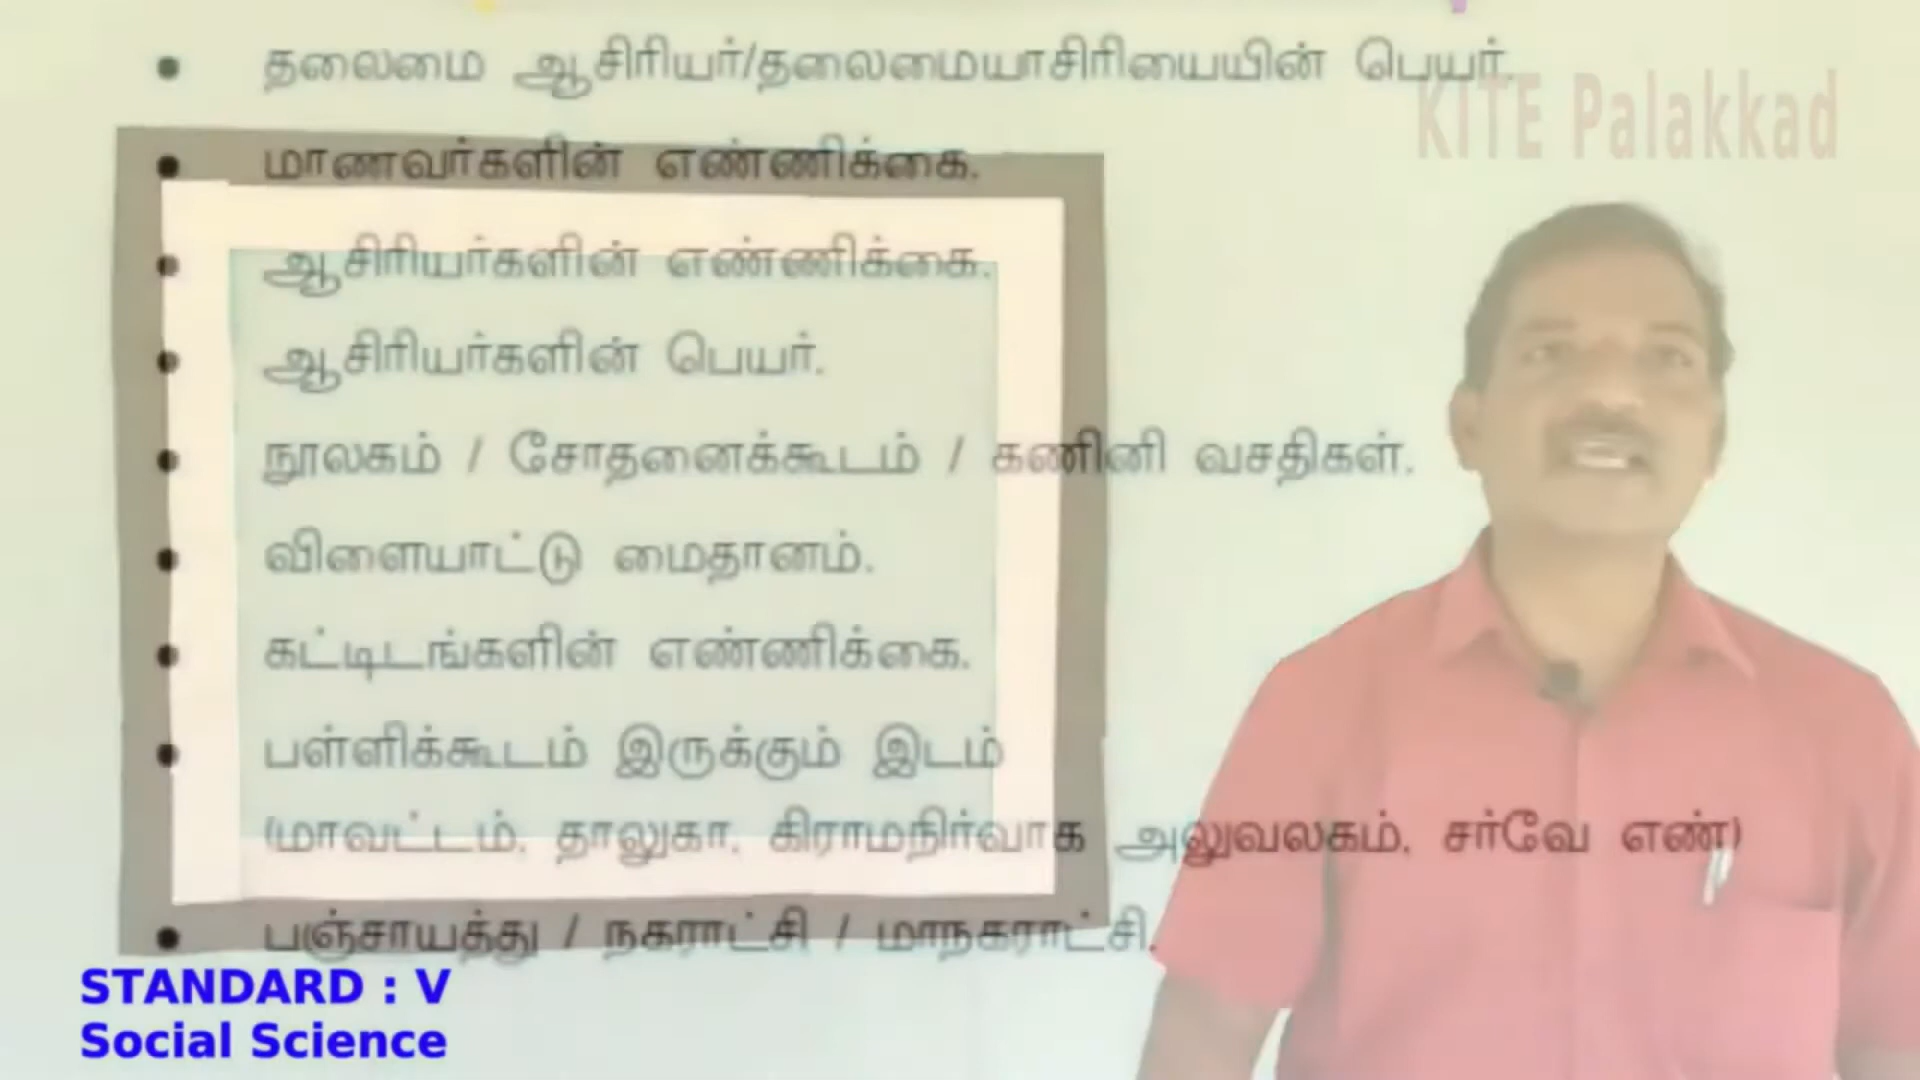 • தலைமை ஆசிரியர்/தலைமையாசிரியையின் பெயர்.
KITE Palakkad
• மாணவர்களின் எண்ணிக்கை.
• ஆசிரியர்களின் எண்ணிக்கை.
• ஆசிரியர்களின் பெயர்.
• நூலகம் / சோதனைக்கூடம் / கணினி வசதிகள்.
• விளையாட்டு மைதானம்.
• கட்டிடங்களின் எண்ணிக்கை.
• பள்ளிக்கூடம் இருக்கும் இடம்
(மாவட்டம், தாலுகா, கிராமநிர்வாக அலுவலகம், சர்வே எண்)
• பஞ்சாயத்து / நகராட்சி / மாநகராட்சி.
STANDARD : V
Social Science